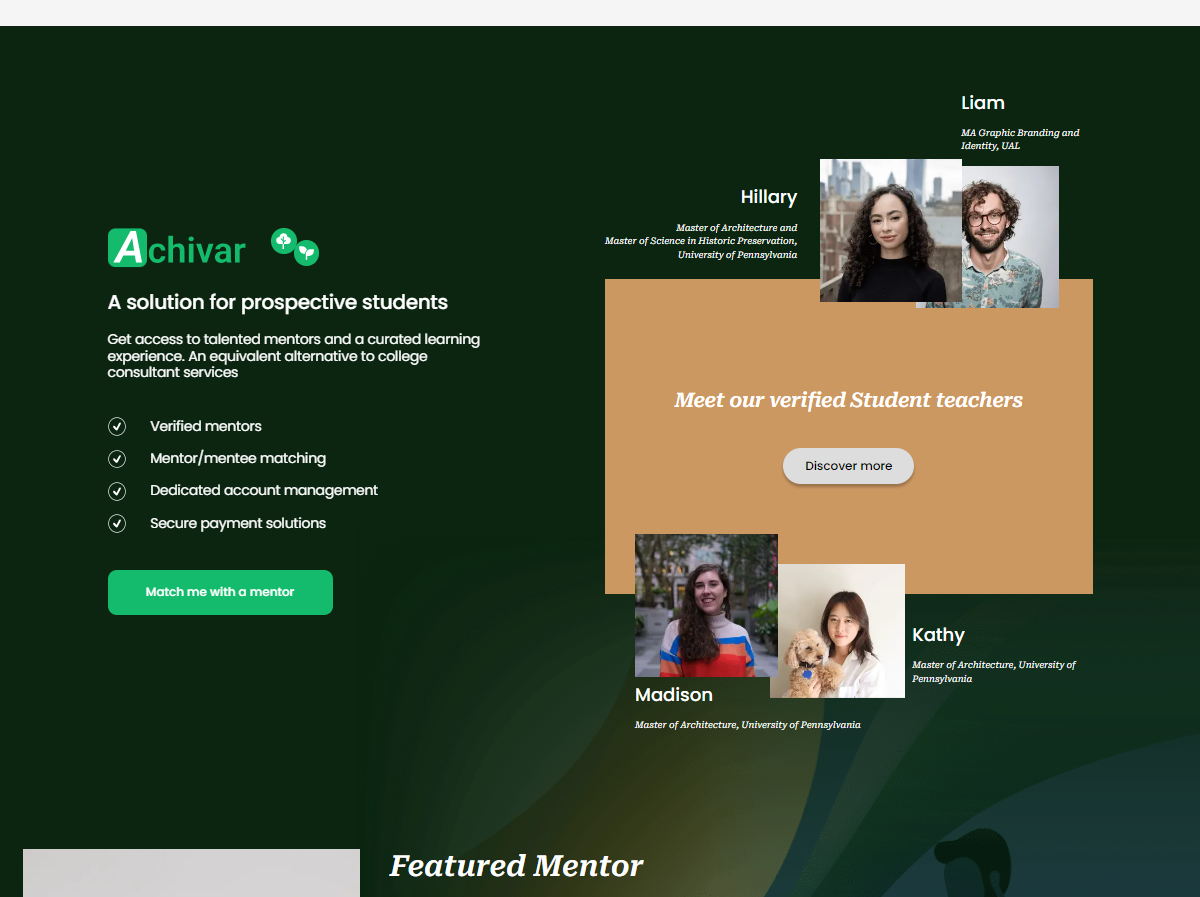 Achivar
A solution for prospective students
Get access to talented mentors and a curated learning
experience. An equivalent alternative to college
consultant services
Verified mentors
Mentor/mentee matching
Dedicated account management
Secure payment solutions
Match me with a mentor
Liam
MA Graphic Branding and
Identity, UAL
Hillary
Master of Architecture and
Master of Science in Historic Preservation,
University of Pennsylvania
Meet our verified Student teachers
Discover more
Madison
Master of Architecture, University of Pennsylvania
Kathy
Master of Architecture, University of
Pennsylvania
Featured Mentor